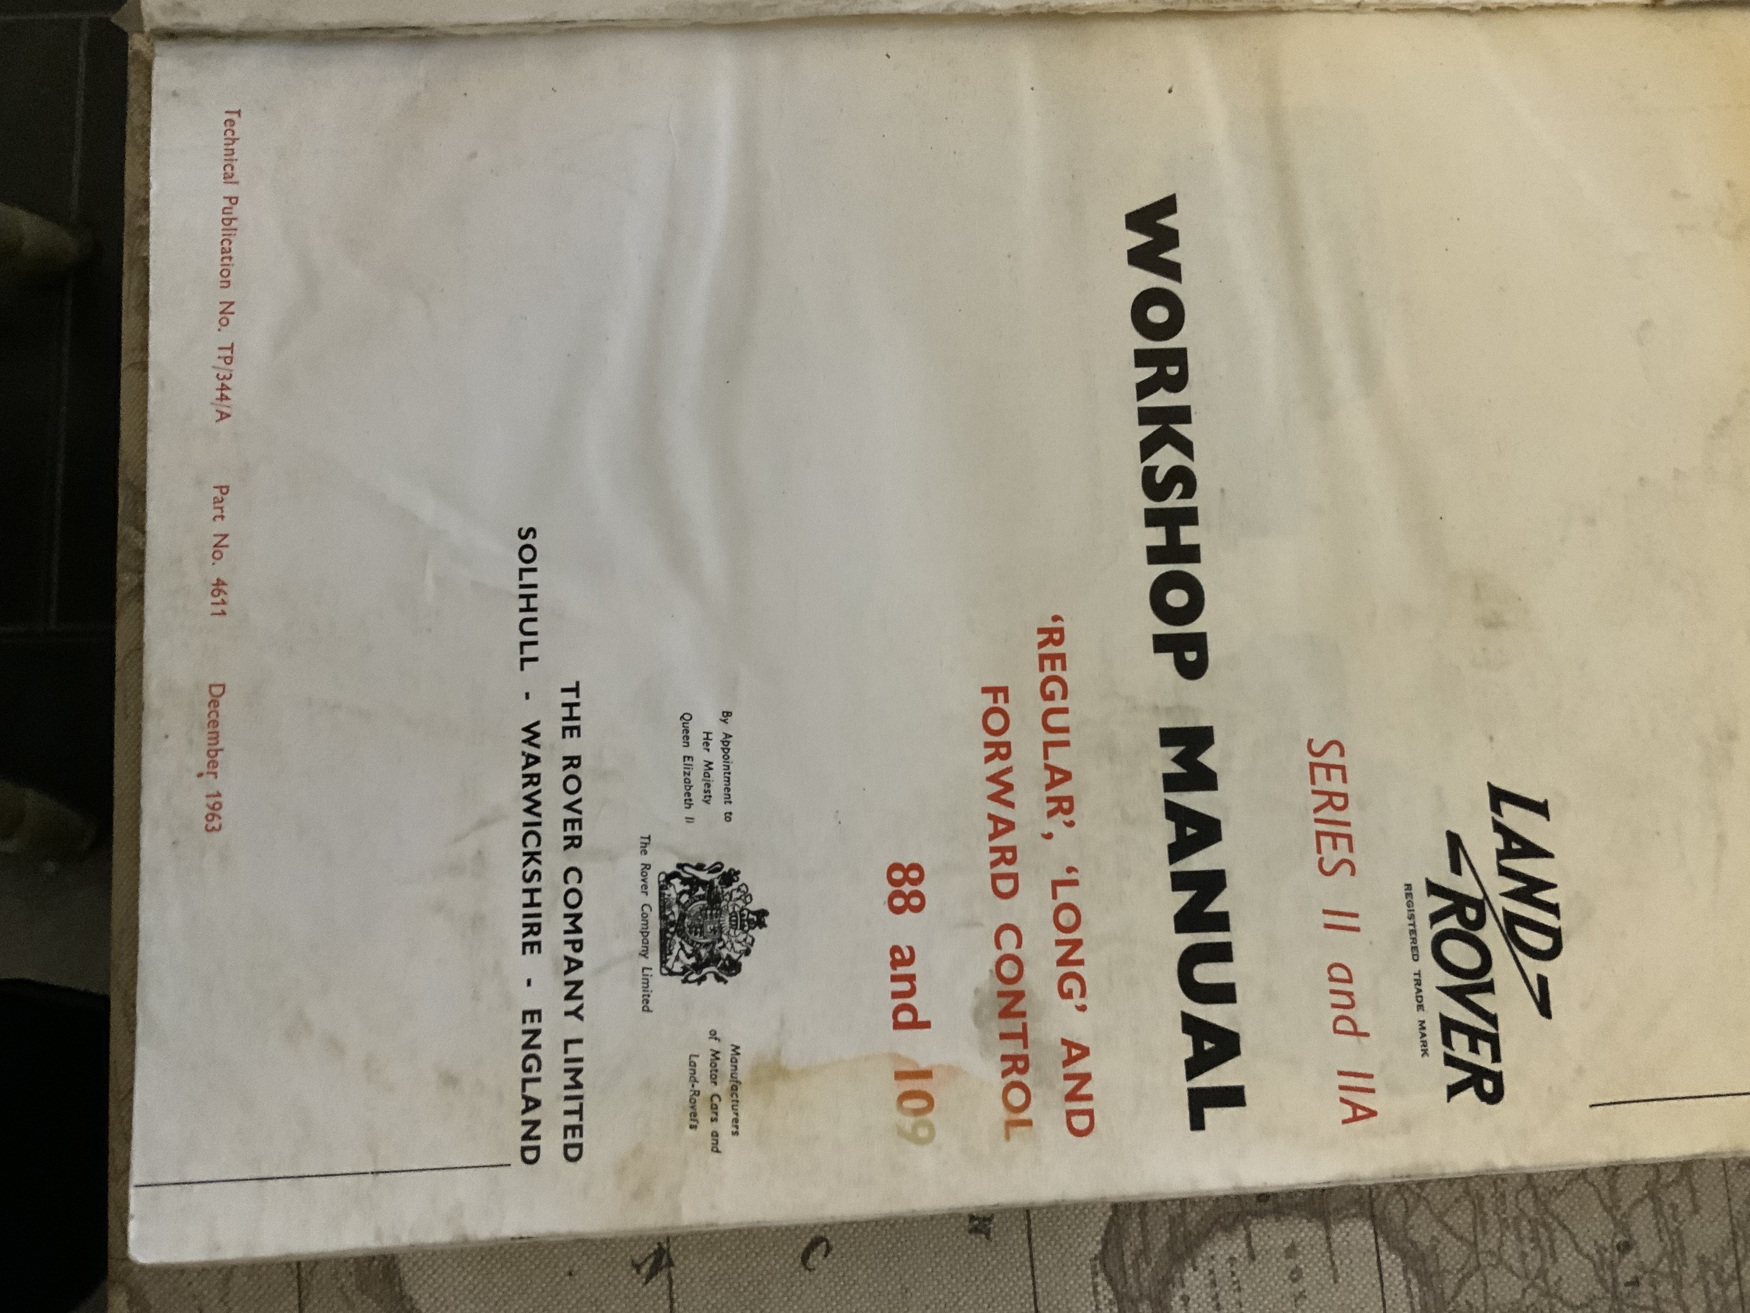 LAND-
-ROVER
REGISTERED TRADE MARK
SERIES II and IIA
WORKSHOP MANUAL
‘REGULAR’, ‘LONG’ AND
FORWARD CONTROL
88 and 109
By Appointment to
Her Majesty
Queen Elizabeth II
Manufacturers
of Motor Cars and
Land-Rovers
The Rover Company Limited
THE ROVER COMPANY LIMITED
SOLIHULL - WARWICKSHIRE - ENGLAND
Technical Publication No. TP/344/A Part No. 4611 December, 1963
N
C
N